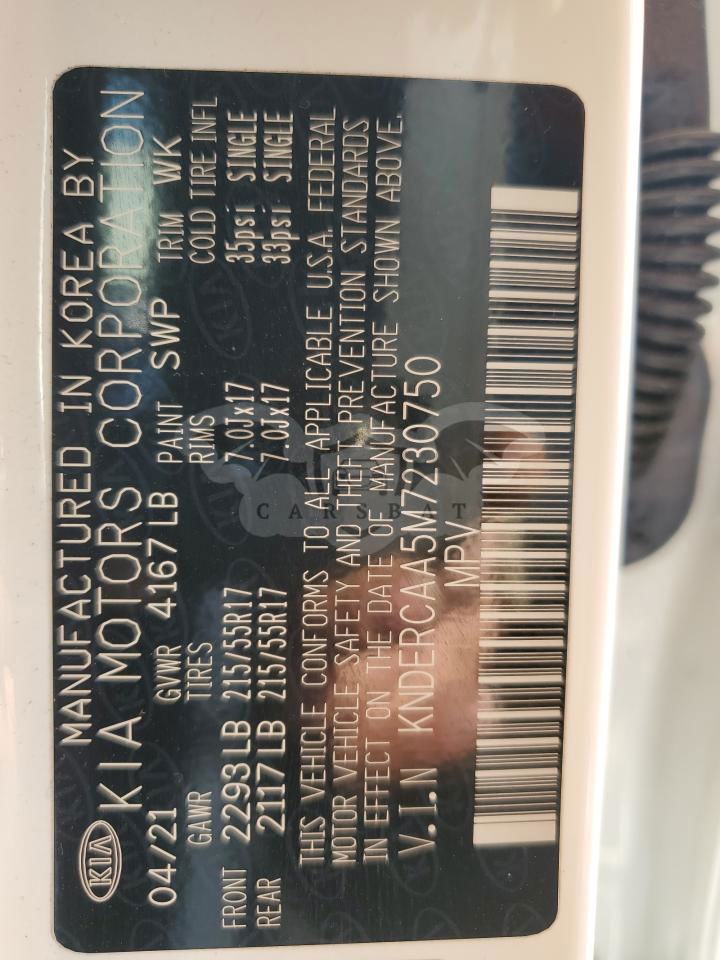 KIA
MANUFACTURED IN KOREA BY
KIA MOTORS CORPORATION
04/21 GVWR 4167 LB PAINT SWP TRIM WK
GAWR TIRES RIMS COLD TIRE INFL
FRONT 2293 LB 215/55R17 7.0Jx17 35psi SINGLE
REAR 2117 LB 215/55R17 7.0Jx17 33psi SINGLE
THIS VEHICLE CONFORMS TO ALL APPLICABLE U.S.A. FEDERAL
MOTOR VEHICLE SAFETY AND THEFT PREVENTION STANDARDS
IN EFFECT ON THE DATE OF MANUFACTURE SHOWN ABOVE.
V.I.N KNDERCAA5M7230750
MPV
CARSBAT